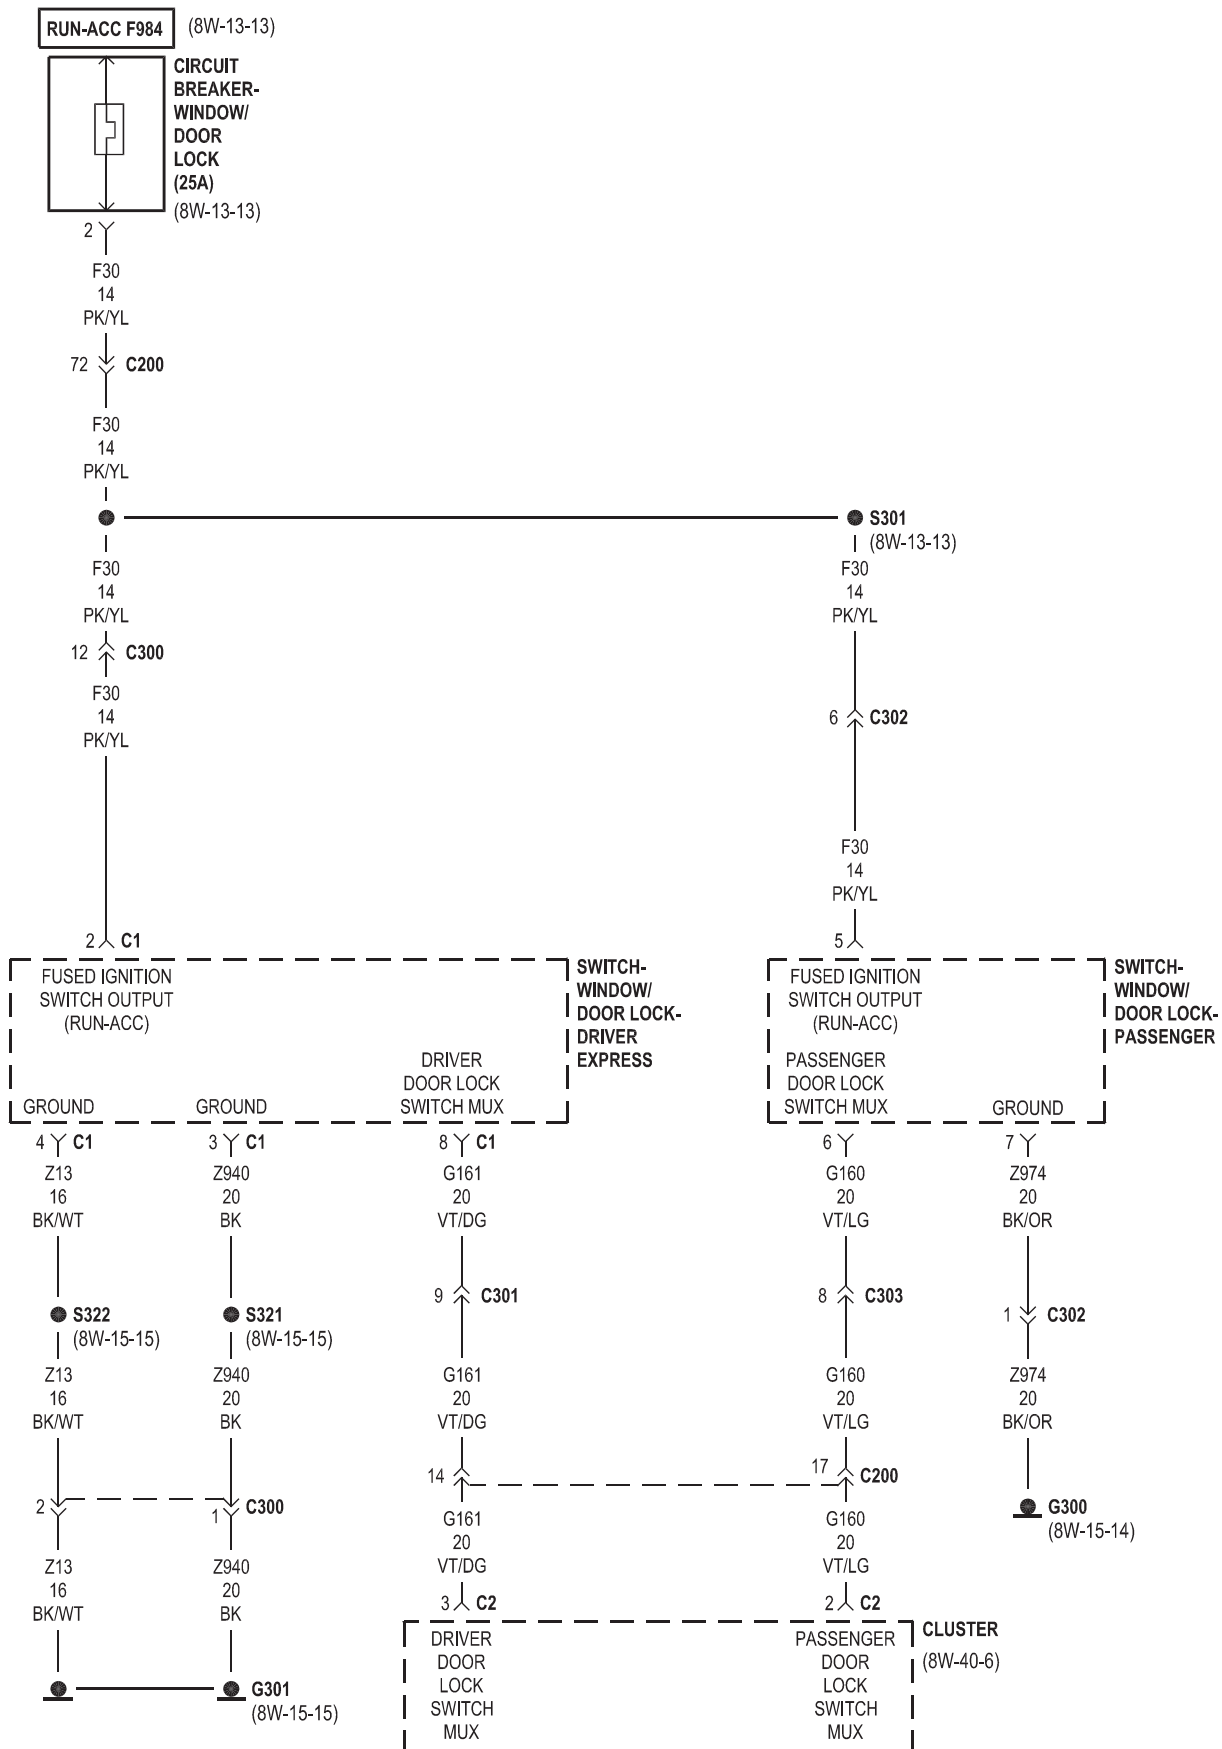 RUN-ACC F984 (8W-13-13)
CIRCUIT
BREAKER-
WINDOW/
DOOR
LOCK
(25A)
(8W-13-13)
2
F30
14
PK/YL
72 C200
F30
14
PK/YL
S301
(8W-13-13)
F30
14
PK/YL
12 C300
F30
14
PK/YL
F30
14
PK/YL
6 C302
F30
14
PK/YL
2 C1
5
FUSED IGNITION
SWITCH OUTPUT
(RUN-ACC)
DRIVER
DOOR LOCK
SWITCH MUX
GROUND
GROUND
SWITCH-
WINDOW/
DOOR LOCK-
DRIVER
EXPRESS
FUSED IGNITION
SWITCH OUTPUT
(RUN-ACC)
PASSENGER
DOOR LOCK
SWITCH MUX
GROUND
SWITCH-
WINDOW/
DOOR LOCK-
PASSENGER
4 C1
Z13
16
BK/WT
S322
(8W-15-15)
Z13
16
BK/WT
2
Z13
16
BK/WT
3 C1
Z940
20
BK
S321
(8W-15-15)
Z940
20
BK
1 C300
Z940
20
BK
G301
(8W-15-15)
8 C1
G161
20
VT/DG
9 C301
G161
20
VT/DG
14
G161
20
VT/DG
3 C2
6
G160
20
VT/LG
8 C303
G160
20
VT/LG
17 C200
G160
20
VT/LG
2 C2
7
Z974
20
BK/OR
1 C302
Z974
20
BK/OR
G300
(8W-15-14)
DRIVER
DOOR
LOCK
SWITCH
MUX
PASSENGER
DOOR
LOCK
SWITCH
MUX
CLUSTER
(8W-40-6)